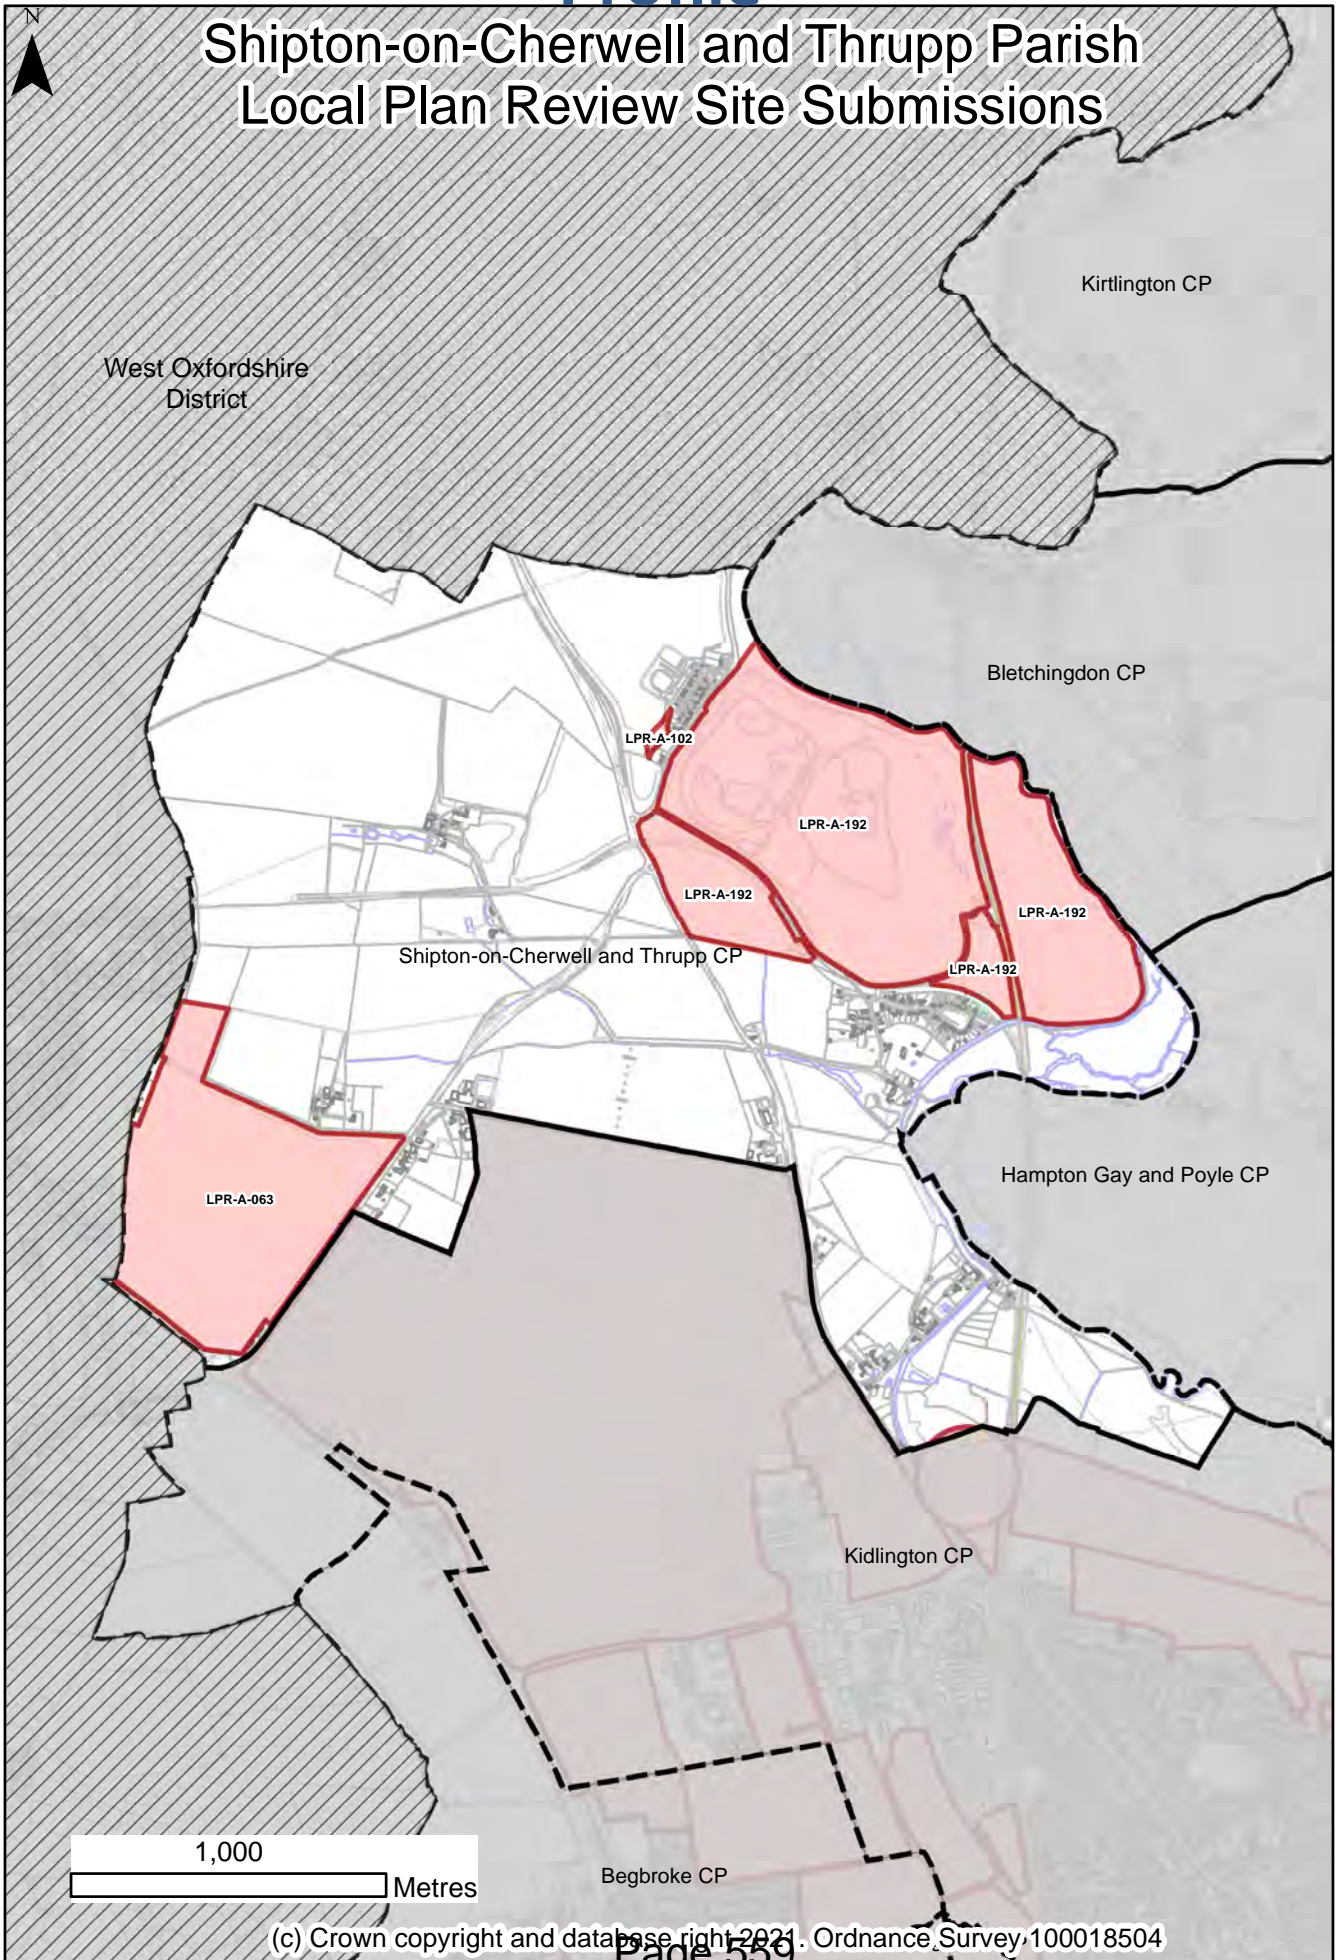 N
Shipton-on-Cherwell and Thrupp Parish
Local Plan Review Site Submissions
Kirtlington CP
West Oxfordshire
District
Bletchingdon CP
LPR-A-102
LPR-A-192
LPR-A-192
LPR-A-192
Shipton-on-Cherwell and Thrupp CP
LPR-A-192
Hampton Gay and Poyle CP
LPR-A-063
Kidlington CP
1,000
Metres
Begbroke CP
(c) Crown copyright and database right 2021. Ordnance Survey 100018504
Page 559